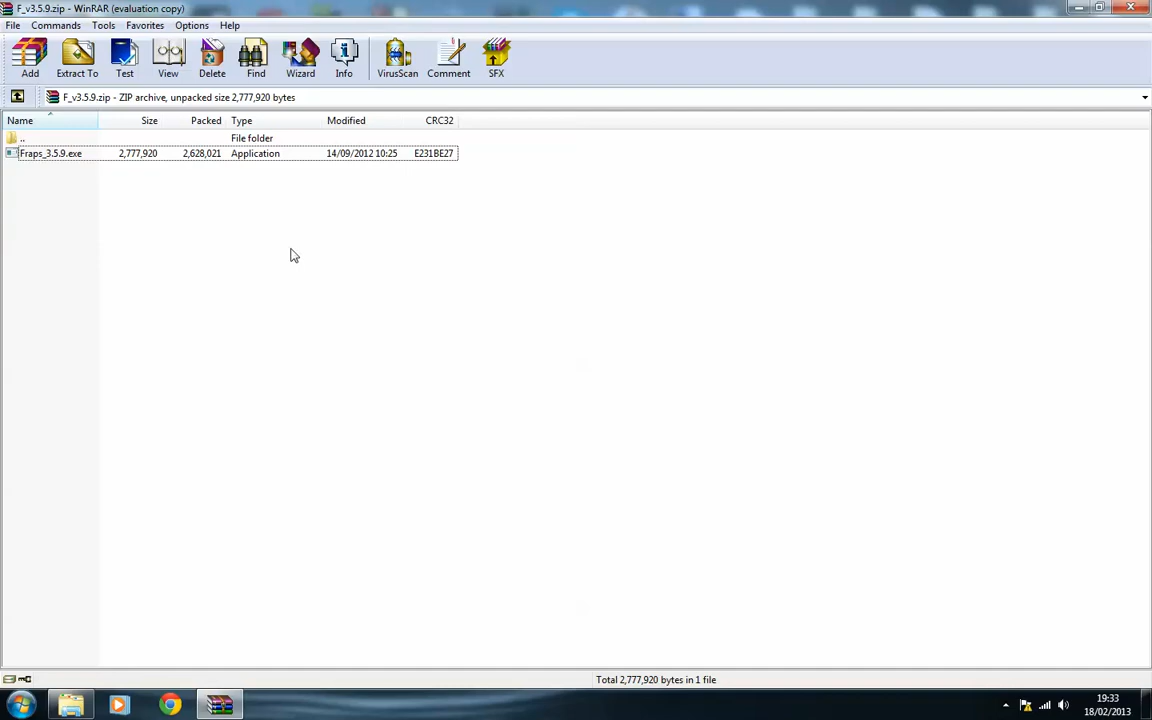 F_v3.5.9.zip - WinRAR (evaluation copy)
File Commands Tools Favorites Options Help
Add Extract To Test View Delete Find Wizard Info VirusScan Comment SFX
F_v3.5.9.zip - ZIP archive, unpacked size 2,777,920 bytes
Name Size Packed Type Modified CRC32
.. File folder
Fraps_3.5.9.exe 2,777,920 2,628,021 Application 14/09/2012 10:25 E231BE27
Total 2,777,920 bytes in 1 file
19:33
18/02/2013